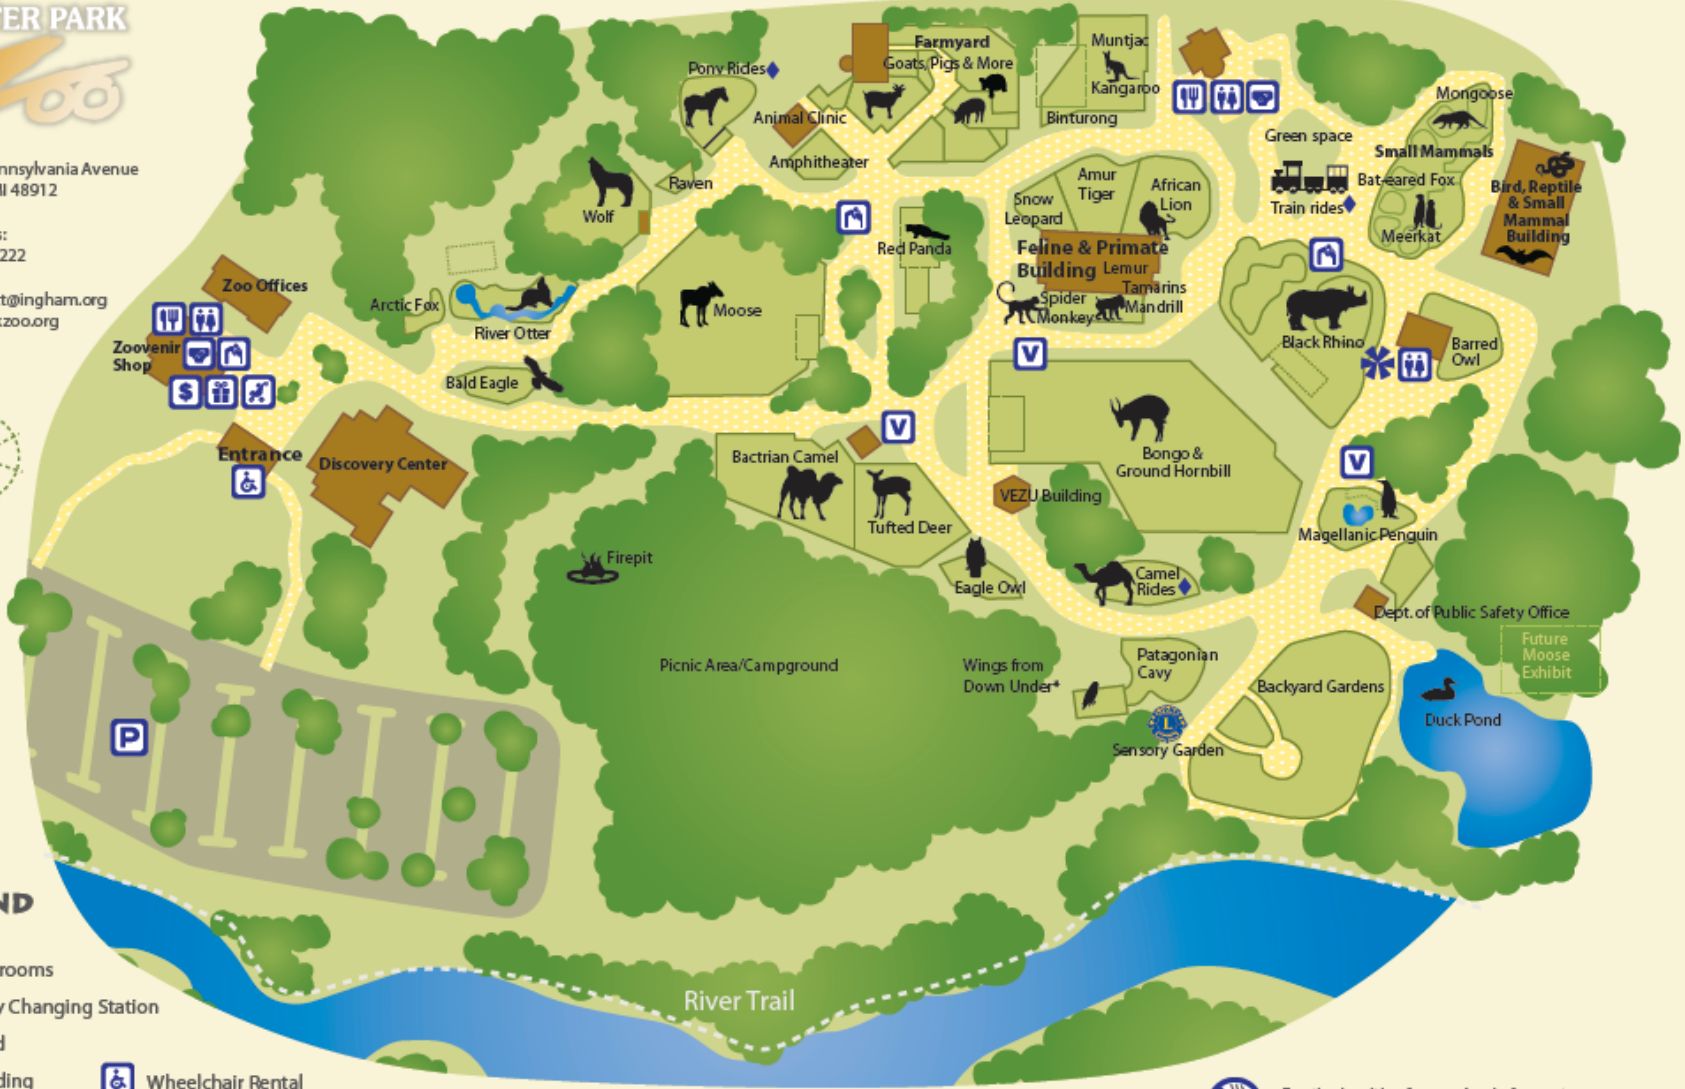 TER PARK
Zoo
nnsylvania Avenue
MI 48912
s:
222
t@ingham.org
zoo.org
Pony Rides
Farmyard
Goats/Pigs & More
Muntjac
Kangaroo
Binturong
Animal Clinic
Amphitheater
Raven
Wolf
Mongoose
Green space
Small Mammals
Bat-eared Fox
Train rides
Meerkat
Bird, Reptile
& Small
Mammal
Building
Amur
Tiger
African
Lion
Snow
Leopard
Red Panda
Feline & Primate
Building
Lemur
Tamarins
Mandrill
Spider
Monkey
Zoo Offices
Arctic Fox
River Otter
Moose
Black Rhino
Barred
Owl
Zoovenir
Shop
$
Bald Eagle
V
V
Entrance
Discovery Center
Bactrian Camel
Tufted Deer
Bongo &
Ground Hornbill
V
VEZU Building
Magellanic Penguin
Firepit
Eagle Owl
Camel
Rides
Dept. of Public Safety Office
Future
Moose
Exhibit
Picnic Area/Campground
Wings from
Down Under*
Patagonian
Cavy
Backyard Gardens
Duck Pond
L
Sensory Garden
P
ND
rooms
y Changing Station
d
ding
River Trail
Wheelchair Rental